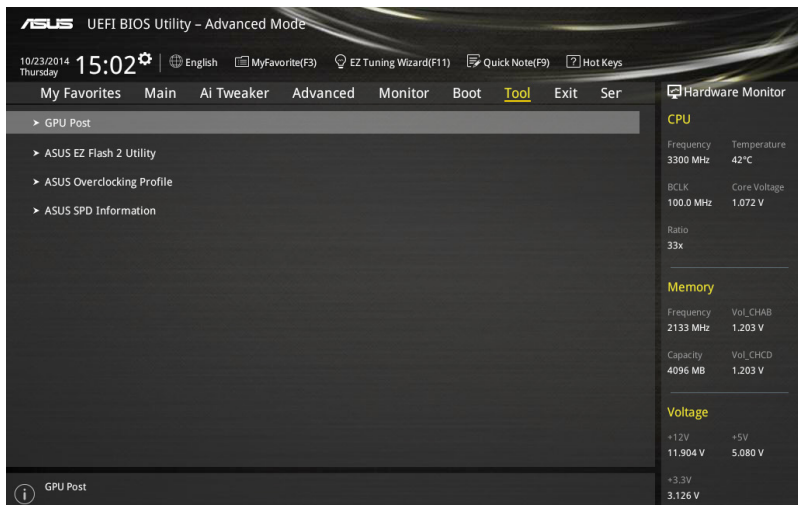 ASUS UEFI BIOS Utility – Advanced Mode
10/23/2014
Thursday
15:02
English
MyFavorite(F3)
EZ Tuning Wizard(F11)
Quick Note(F9)
? Hot Keys
My Favorites Main Ai Tweaker Advanced Monitor Boot Tool Exit Ser
GPU Post
ASUS EZ Flash 2 Utility
ASUS Overclocking Profile
ASUS SPD Information
GPU Post
Hardware Monitor
CPU
Frequency Temperature
3300 MHz 42°C
BCLK Core Voltage
100.0 MHz 1.072 V
Ratio
33x
Memory
Frequency Vol_CHAB
2133 MHz 1.203 V
Capacity Vol_CHCD
4096 MB 1.203 V
Voltage
+12V +5V
11.904 V 5.080 V
+3.3V
3.126 V